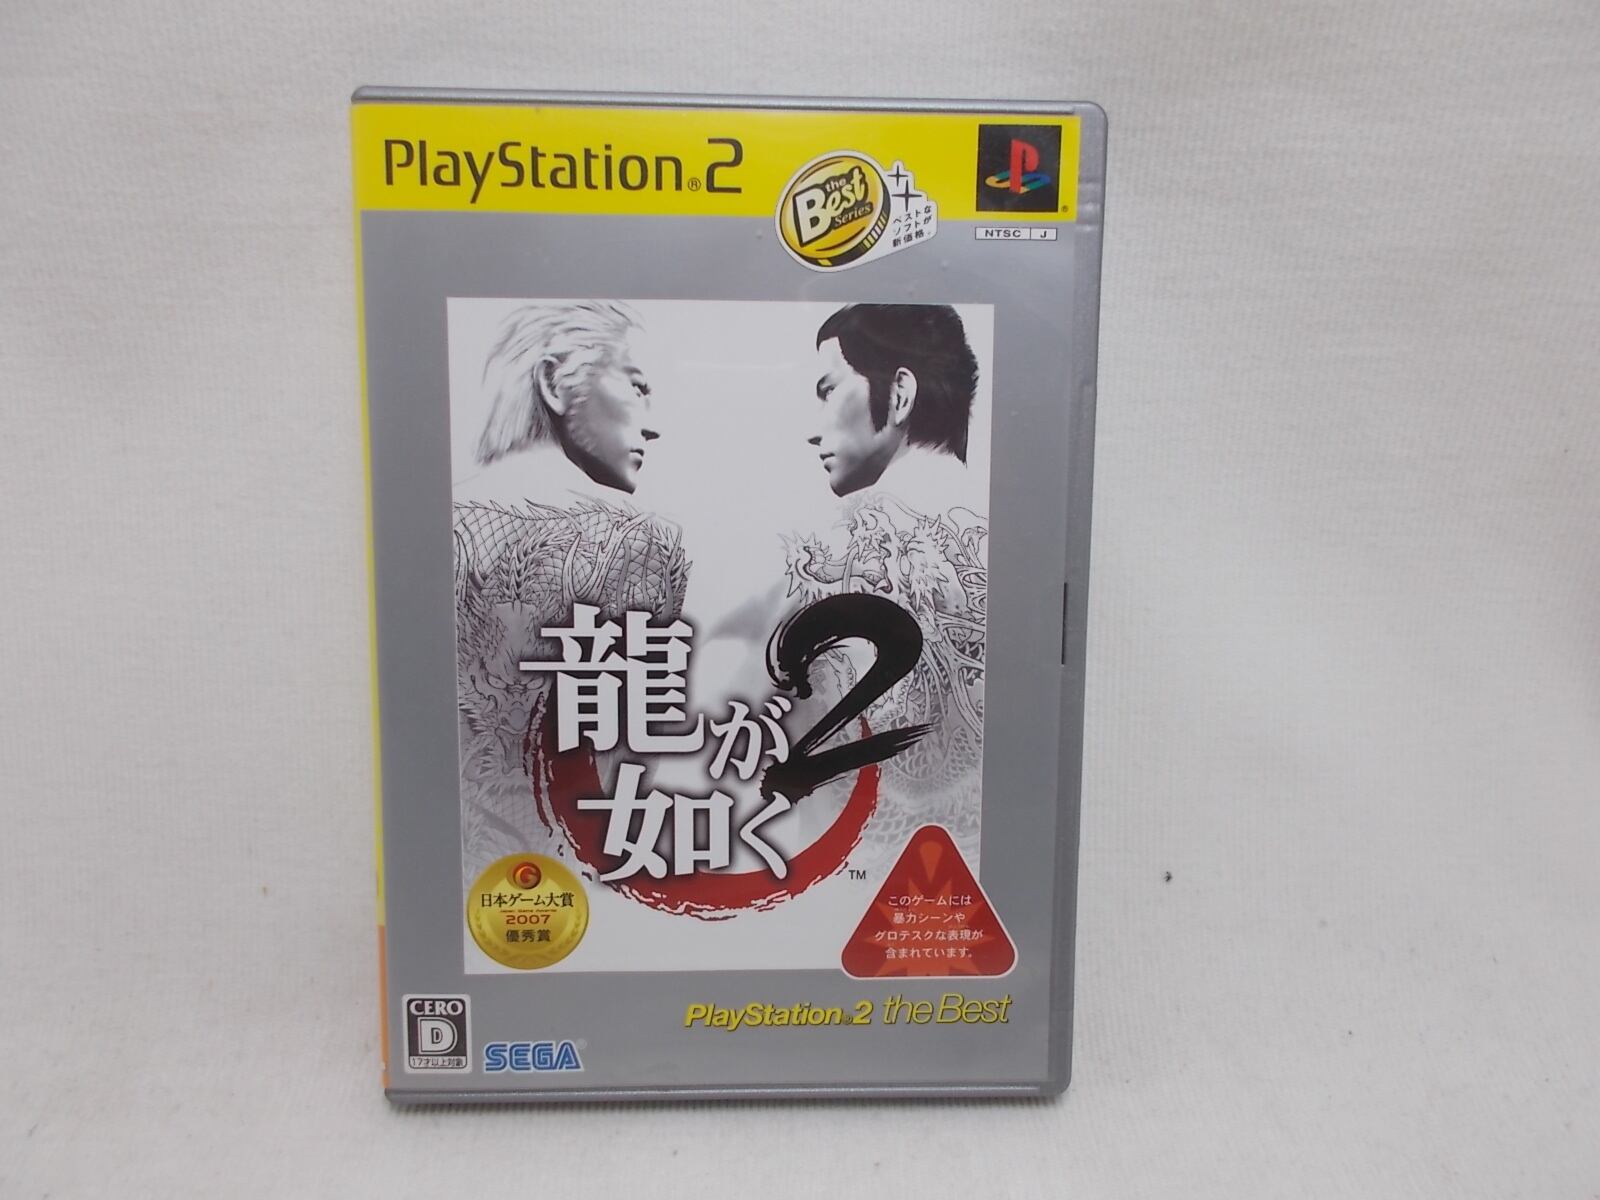 PlayStation®2
the
Best
Series
ベストな
ソフトが
新価格。
®
NTSC J
龍が
如く
2
TM
日本ゲーム大賞
Japan Game Awards
2007
優秀賞
このゲームには
暴力シーンや
グロテスクな表現が
含まれています。
PlayStation®2 the Best
CERO
D
17才以上対象
SEGA®